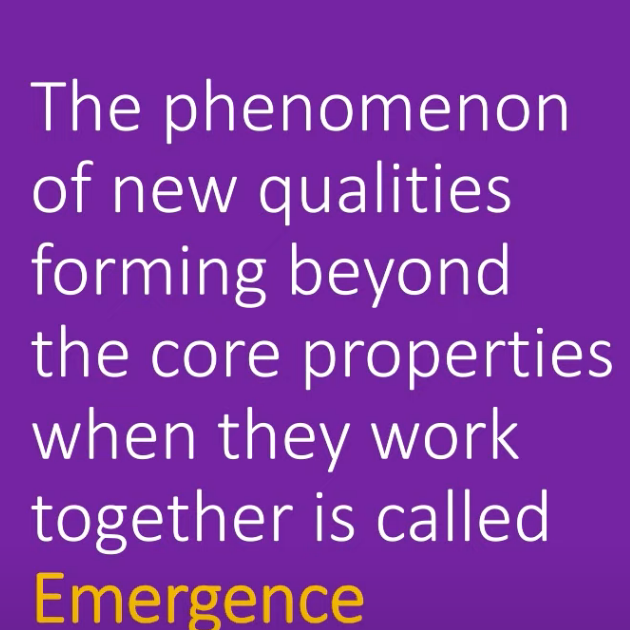 The phenomenon
of new qualities
forming beyond
the core properties
when they work
together is called
Emergence